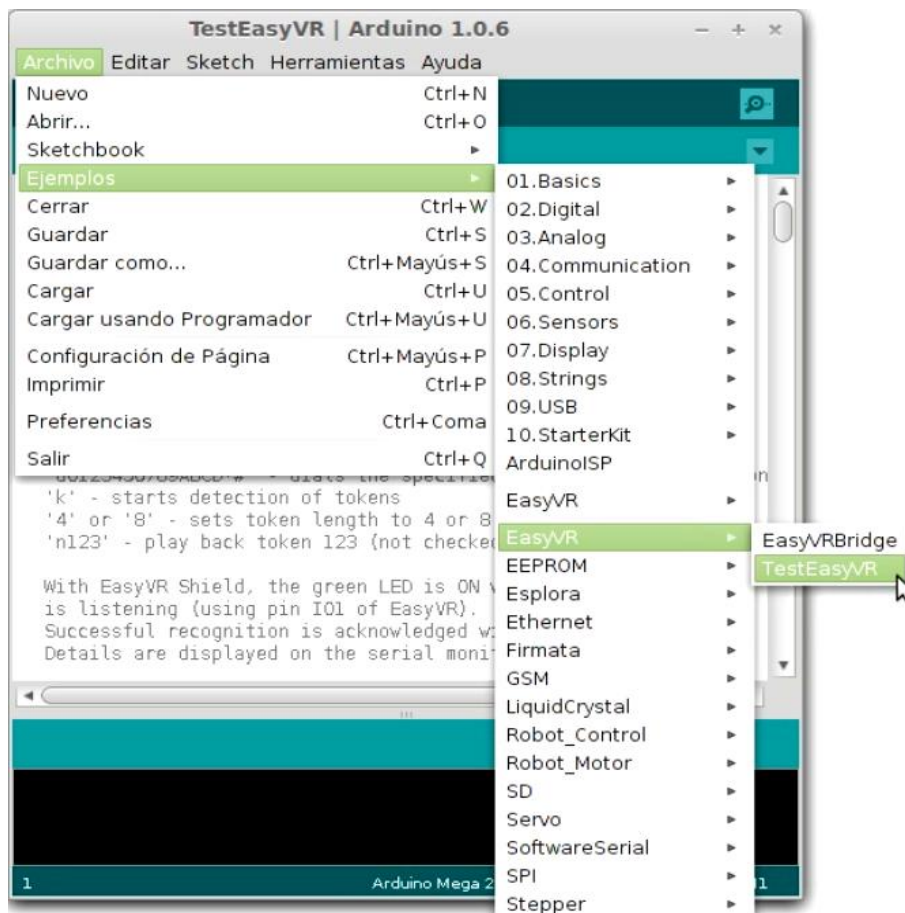 TestEasyVR | Arduino 1.0.6
Archivo Editar Sketch Herramientas Ayuda
Nuevo Ctrl+N
Abrir... Ctrl+O
Sketchbook
Ejemplos
Cerrar Ctrl+W
Guardar Ctrl+S
Guardar como... Ctrl+Mayús+S
Cargar Ctrl+U
Cargar usando Programador Ctrl+Mayús+U
Configuración de Página Ctrl+Mayús+P
Imprimir Ctrl+P
Preferencias Ctrl+Coma
Salir Ctrl+Q
01.Basics
02.Digital
03.Analog
04.Communication
05.Control
06.Sensors
07.Display
08.Strings
09.USB
10.StarterKit
ArduinoISP
EasyVR
EasyVR
EEPROM
Esplora
Ethernet
Firmata
GSM
LiquidCrystal
Robot_Control
Robot_Motor
SD
Servo
SoftwareSerial
SPI
Stepper
EasyVRBridge
TestEasyVR
'k' - starts detection of tokens
'4' or '8' - sets token length to 4 or 8
'n123' - play back token 123 (not checke
With EasyVR Shield, the green LED is ON
is listening (using pin IO1 of EasyVR).
Successful recognition is acknowledged
Details are displayed on the serial moni
1 Arduino Mega 2